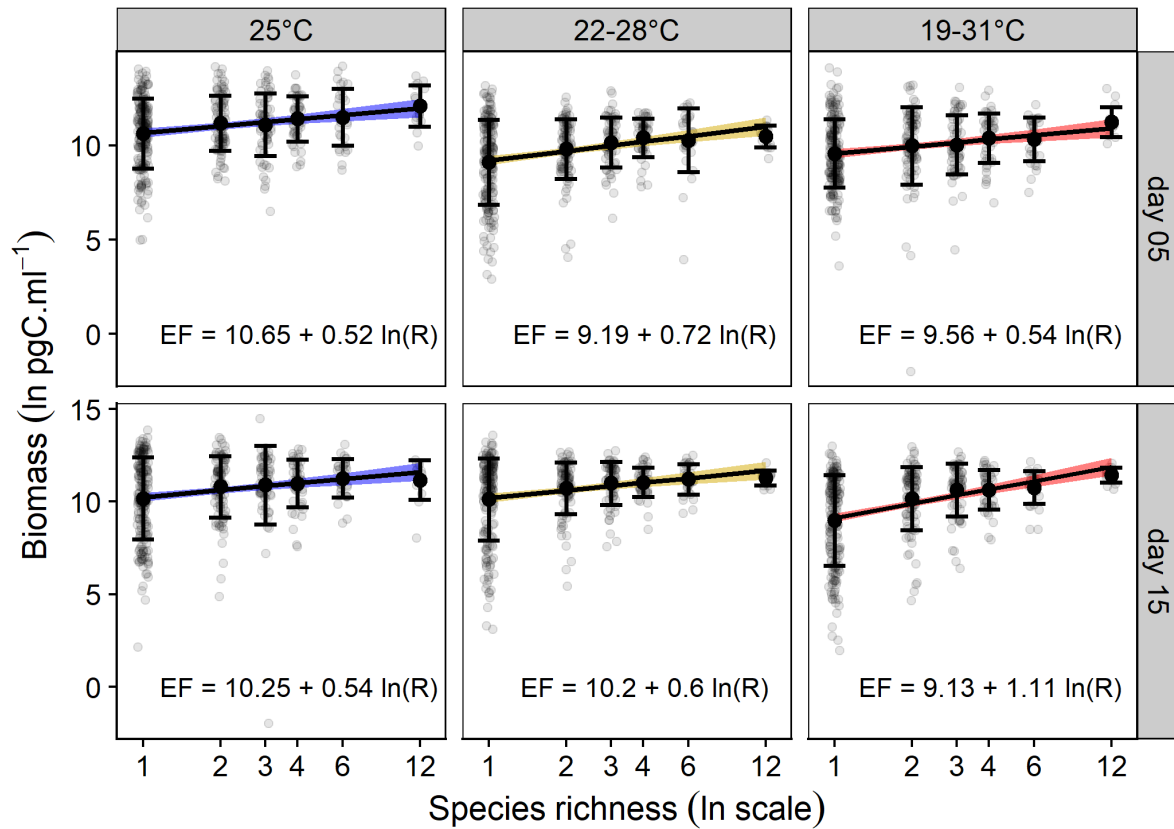 25°C
22-28°C
19-31°C
Biomass (ln pgC.ml⁻¹)
10
5
0
EF = 10.65 + 0.52 ln(R)
EF = 9.19 + 0.72 ln(R)
EF = 9.56 + 0.54 ln(R)
day 05
15
10
5
0
EF = 10.25 + 0.54 ln(R)
EF = 10.2 + 0.6 ln(R)
EF = 9.13 + 1.11 ln(R)
day 15
1 2 3 4 6 12
1 2 3 4 6 12
1 2 3 4 6 12
Species richness (ln scale)